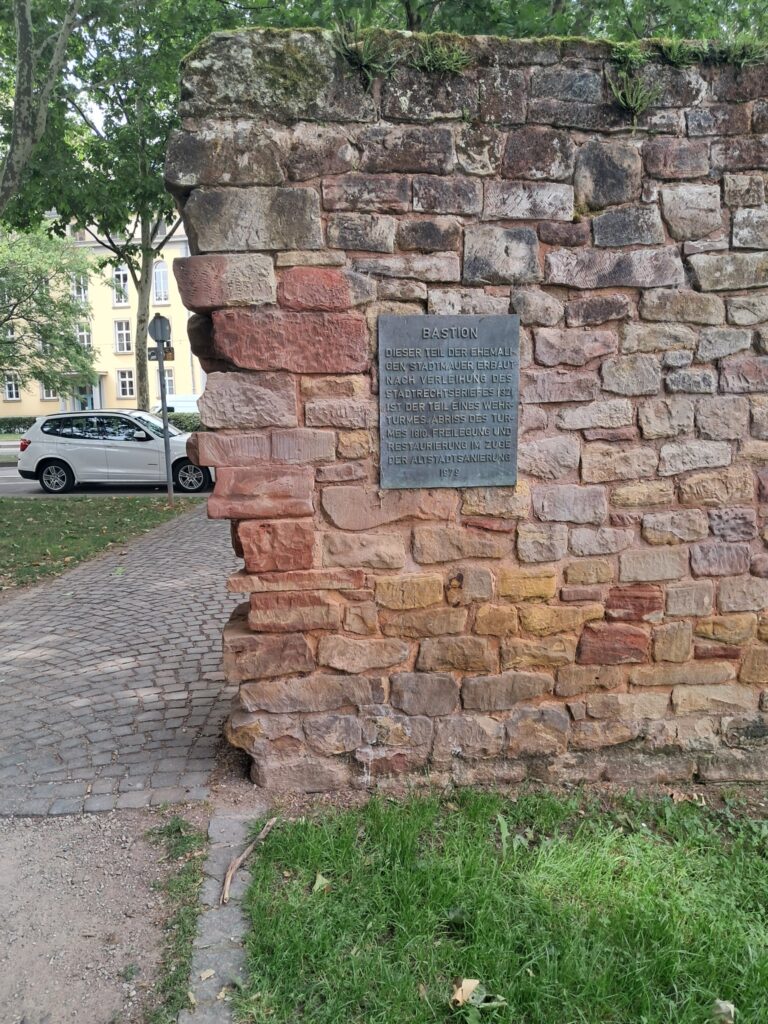 BASTION
DIESER TEIL DER EHEMALI-
GEN STADTMAUER ERBAUT
NACH VERLEIHUNG DES
STADTRECHTSBRIEFES 1321
IST DER TEIL EINES WEHR-
TURMES. ABRISS DES TUR-
MES 1810. FREILEGUNG UND
RESTAURIERUNG IM ZUGE
DER ALTSTADTSANIERUNG
1979